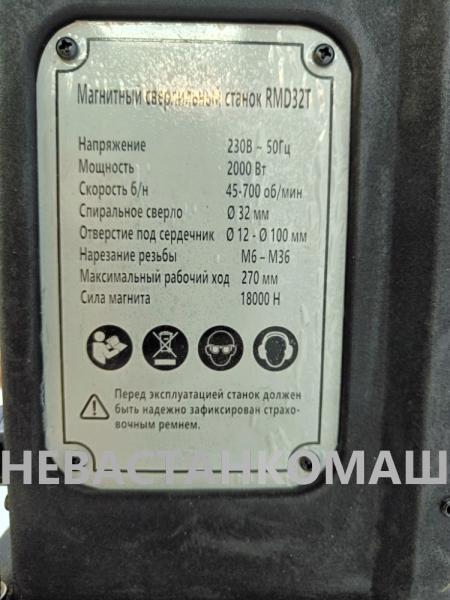 Магнитный сверлильный станок RMD32T
Напряжение 230В ~ 50Гц
Мощность 2000 Вт
Скорость б/н 45-700 об/мин
Спиральное сверло Ø 32 мм
Отверстие под сердечник Ø 12 - Ø 100 мм
Нарезание резьбы М6 – М36
Максимальный рабочий ход 270 мм
Сила магнита 18000 Н
Перед эксплуатацией станок должен
быть надежно зафиксирован страхо-
вочным ремнем.
НЕВАСТАНКОМАШ